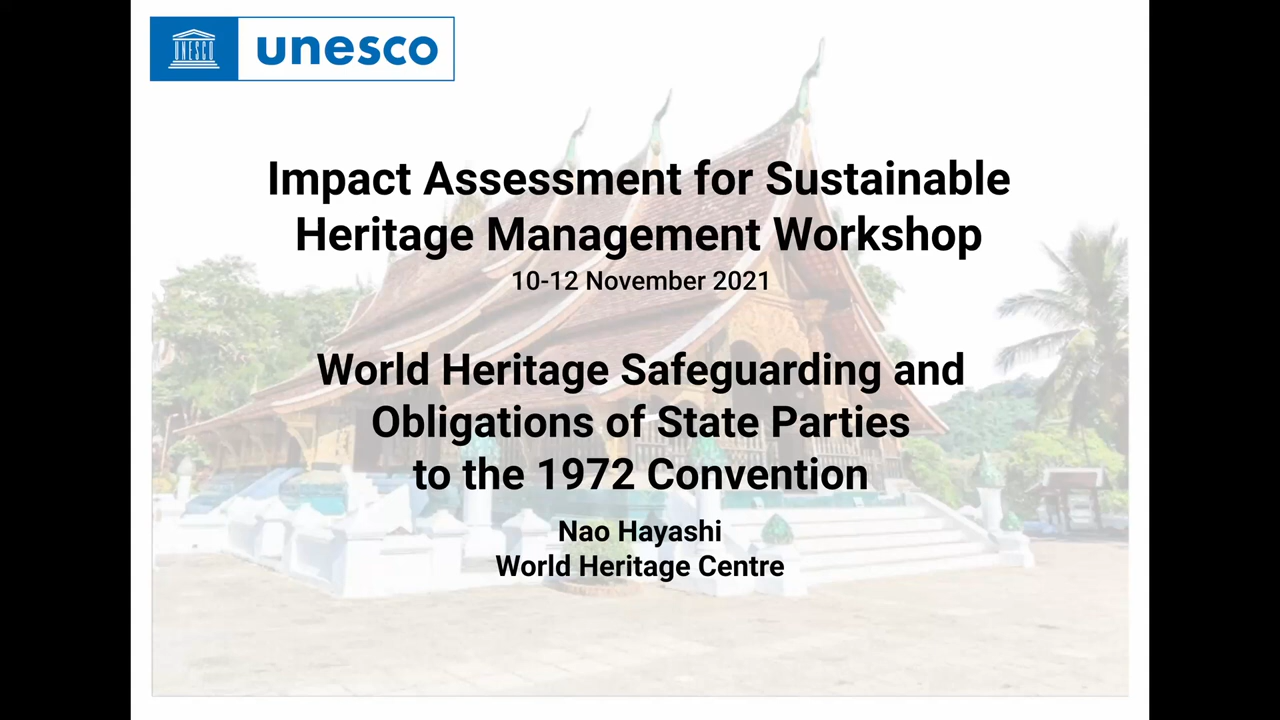 UNESCO
unesco
Impact Assessment for Sustainable
Heritage Management Workshop
10-12 November 2021
World Heritage Safeguarding and
Obligations of State Parties
to the 1972 Convention
Nao Hayashi
World Heritage Centre